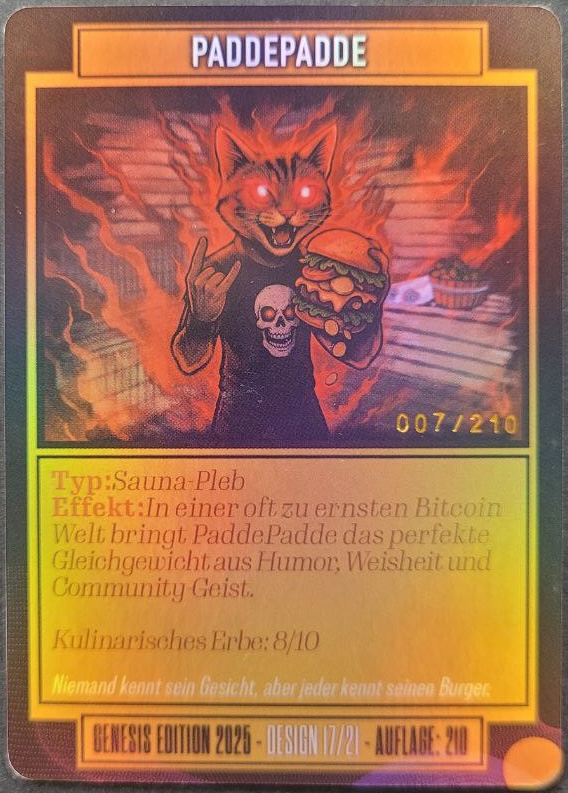 PADDEPADDE
007/210
Typ:Sauna-Pleb
Effekt:In einer oft zu ernsten Bitcoin
Welt bringt PaddePadde das perfekte
Gleichgewicht aus Humor, Weisheit und
Community-Geist.
Kulinarisches Erbe: 8/10
Niemand kennt sein Gesicht, aber jeder kennt seinen Burger.
GENESIS EDITION 2025 - DESIGN 17/21 - AUFLAGE: 210